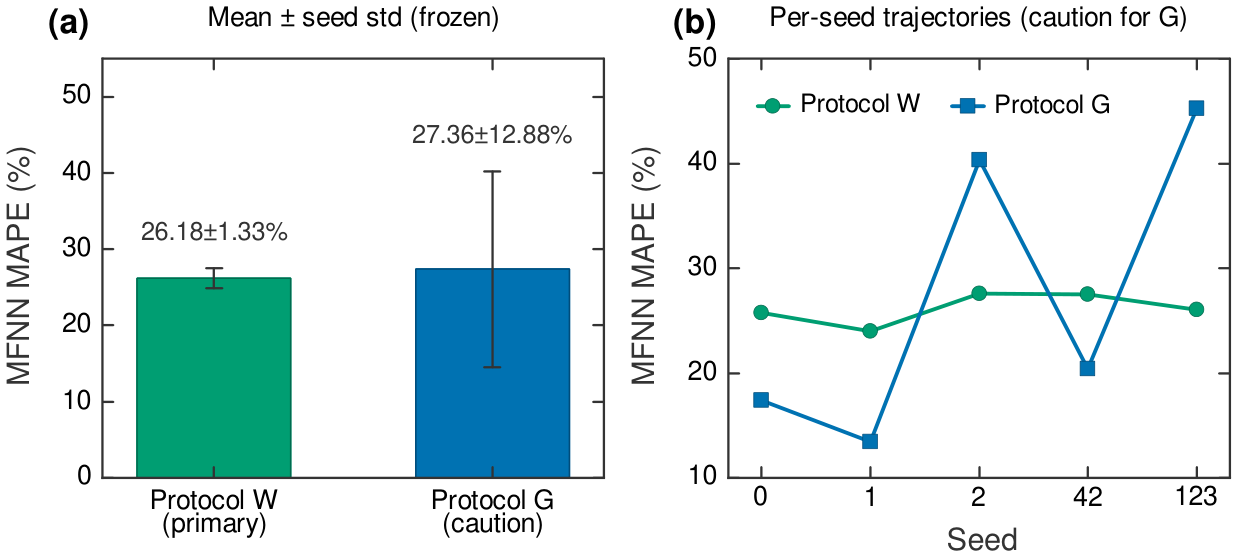 (a) Mean ± seed std (frozen)
MFNN MAPE (%)
50
40
30
20
10
0
26.18±1.33%
27.36±12.88%
Protocol W
(primary)
Protocol G
(caution)
(b) Per-seed trajectories (caution for G)
MFNN MAPE (%)
50
40
30
20
10
Protocol W
Protocol G
0 1 2 42 123
Seed